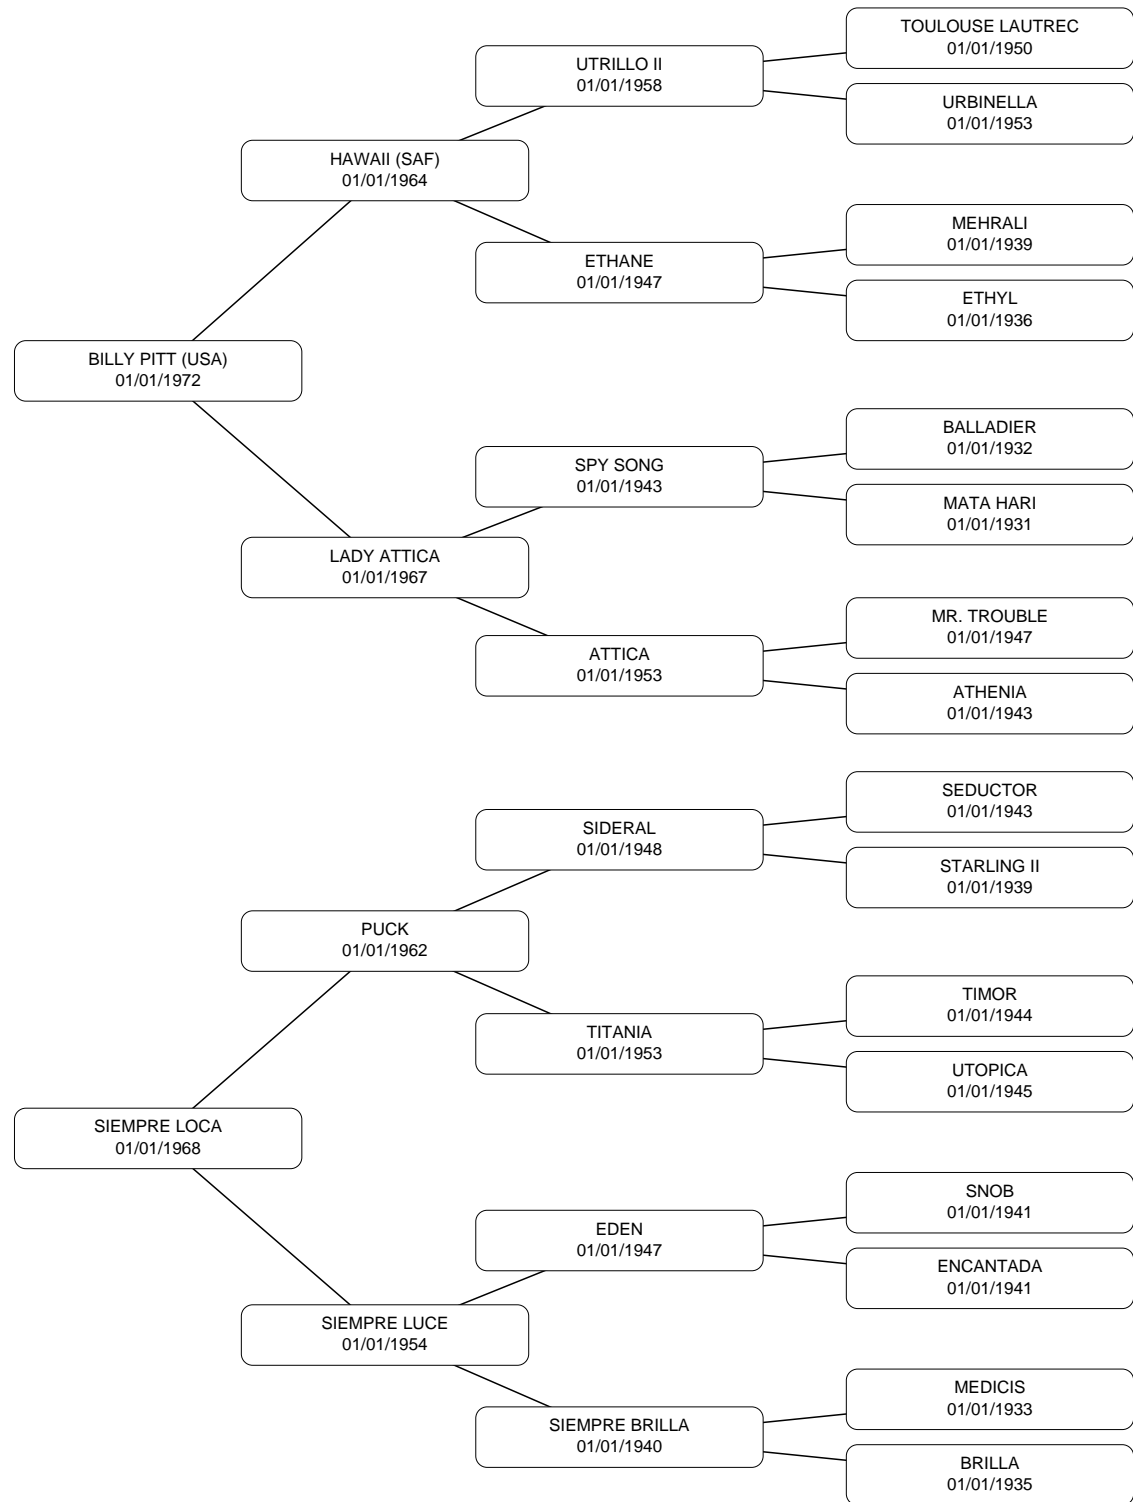 TOULOUSE LAUTREC
01/01/1950
UTRILLO II
01/01/1958
URBINELLA
01/01/1953
HAWAII (SAF)
01/01/1964
MEHRALI
01/01/1939
ETHANE
01/01/1947
ETHYL
01/01/1936
BILLY PITT (USA)
01/01/1972
BALLADIER
01/01/1932
SPY SONG
01/01/1943
MATA HARI
01/01/1931
LADY ATTICA
01/01/1967
MR. TROUBLE
01/01/1947
ATTICA
01/01/1953
ATHENIA
01/01/1943
SEDUCTOR
01/01/1943
SIDERAL
01/01/1948
STARLING II
01/01/1939
PUCK
01/01/1962
TIMOR
01/01/1944
TITANIA
01/01/1953
UTOPICA
01/01/1945
SIEMPRE LOCA
01/01/1968
SNOB
01/01/1941
EDEN
01/01/1947
ENCANTADA
01/01/1941
SIEMPRE LUCE
01/01/1954
MEDICIS
01/01/1933
SIEMPRE BRILLA
01/01/1940
BRILLA
01/01/1935